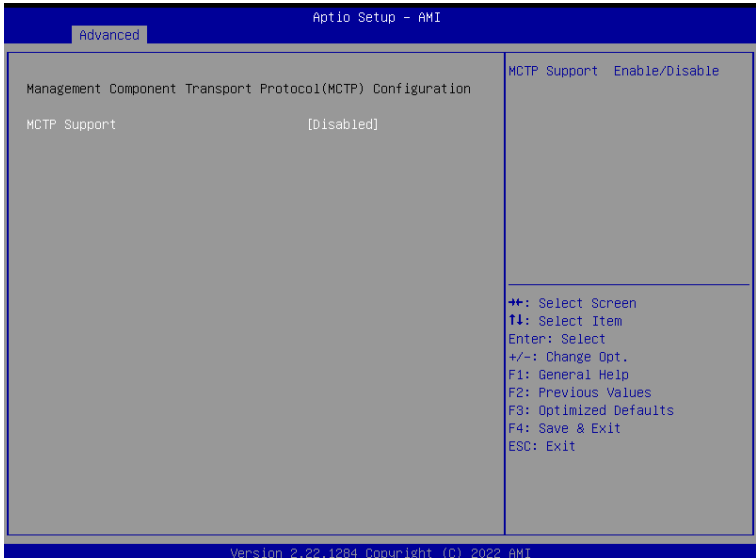 Aptio Setup – AMI
Advanced
Management Component Transport Protocol(MCTP) Configuration
MCTP Support [Disabled]
MCTP Support Enable/Disable
→←: Select Screen
↑↓: Select Item
Enter: Select
+/-: Change Opt.
F1: General Help
F2: Previous Values
F3: Optimized Defaults
F4: Save & Exit
ESC: Exit
Version 2.22.1284 Copyright (C) 2022 AMI